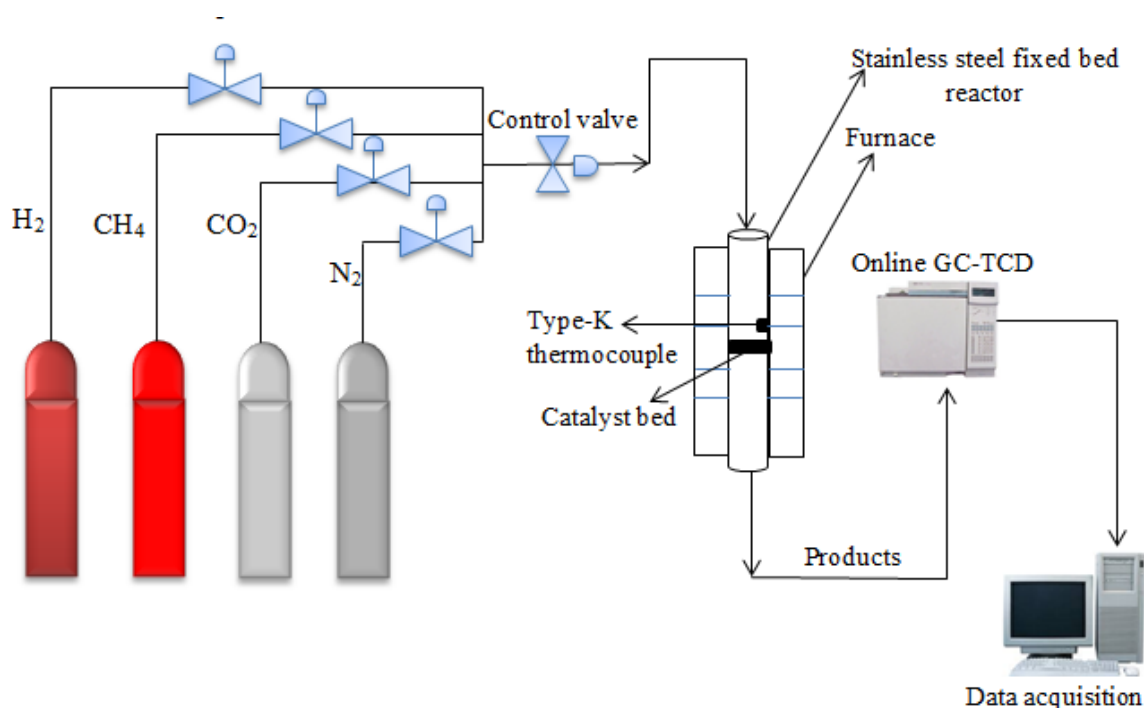 Stainless steel fixed bed
reactor
Control valve
Furnace
H₂
CH₄
CO₂
N₂
Online GC-TCD
Type-K
thermocouple
Catalyst bed
Products
Data acquisition